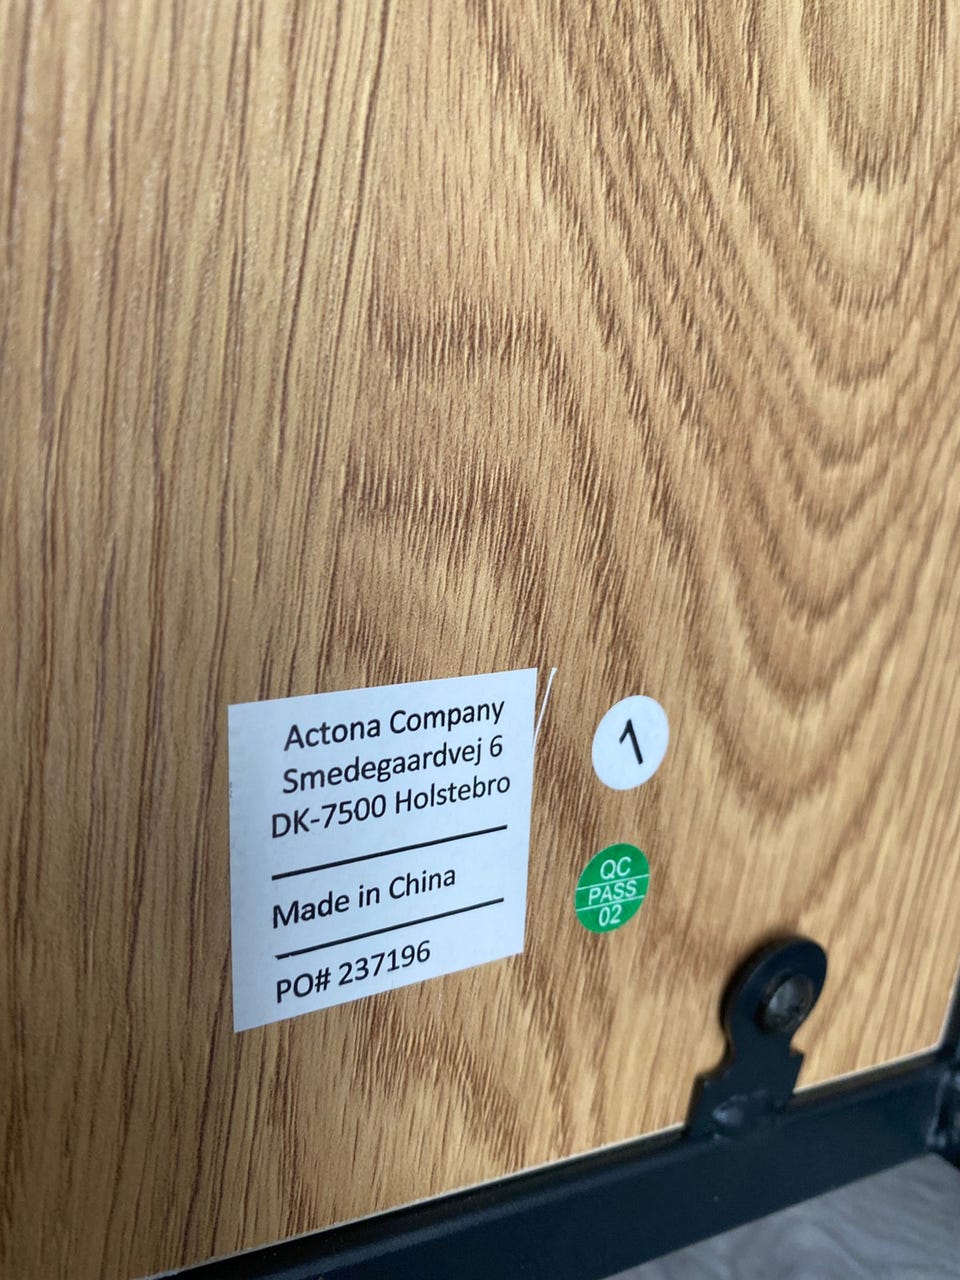 Actona Company
Smedegaardvej 6
DK-7500 Holstebro
Made in China
PO# 237196
1
QC
PASS
02